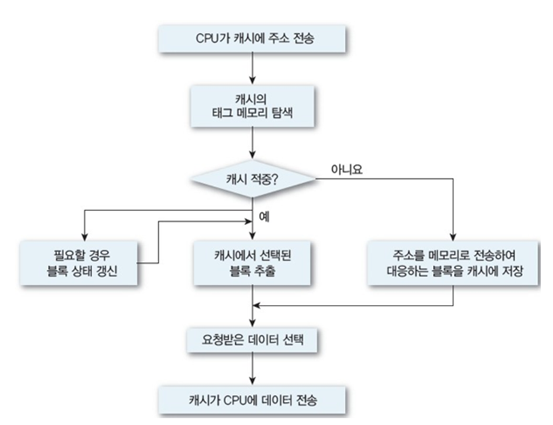 CPU가 캐시에 주소 전송
캐시의
태그 메모리 탐색
캐시 적중?
아니요
예
필요할 경우
블록 상태 갱신
캐시에서 선택된
블록 추출
주소를 메모리로 전송하여
대응하는 블록을 캐시에 저장
요청받은 데이터 선택
캐시가 CPU에 데이터 전송